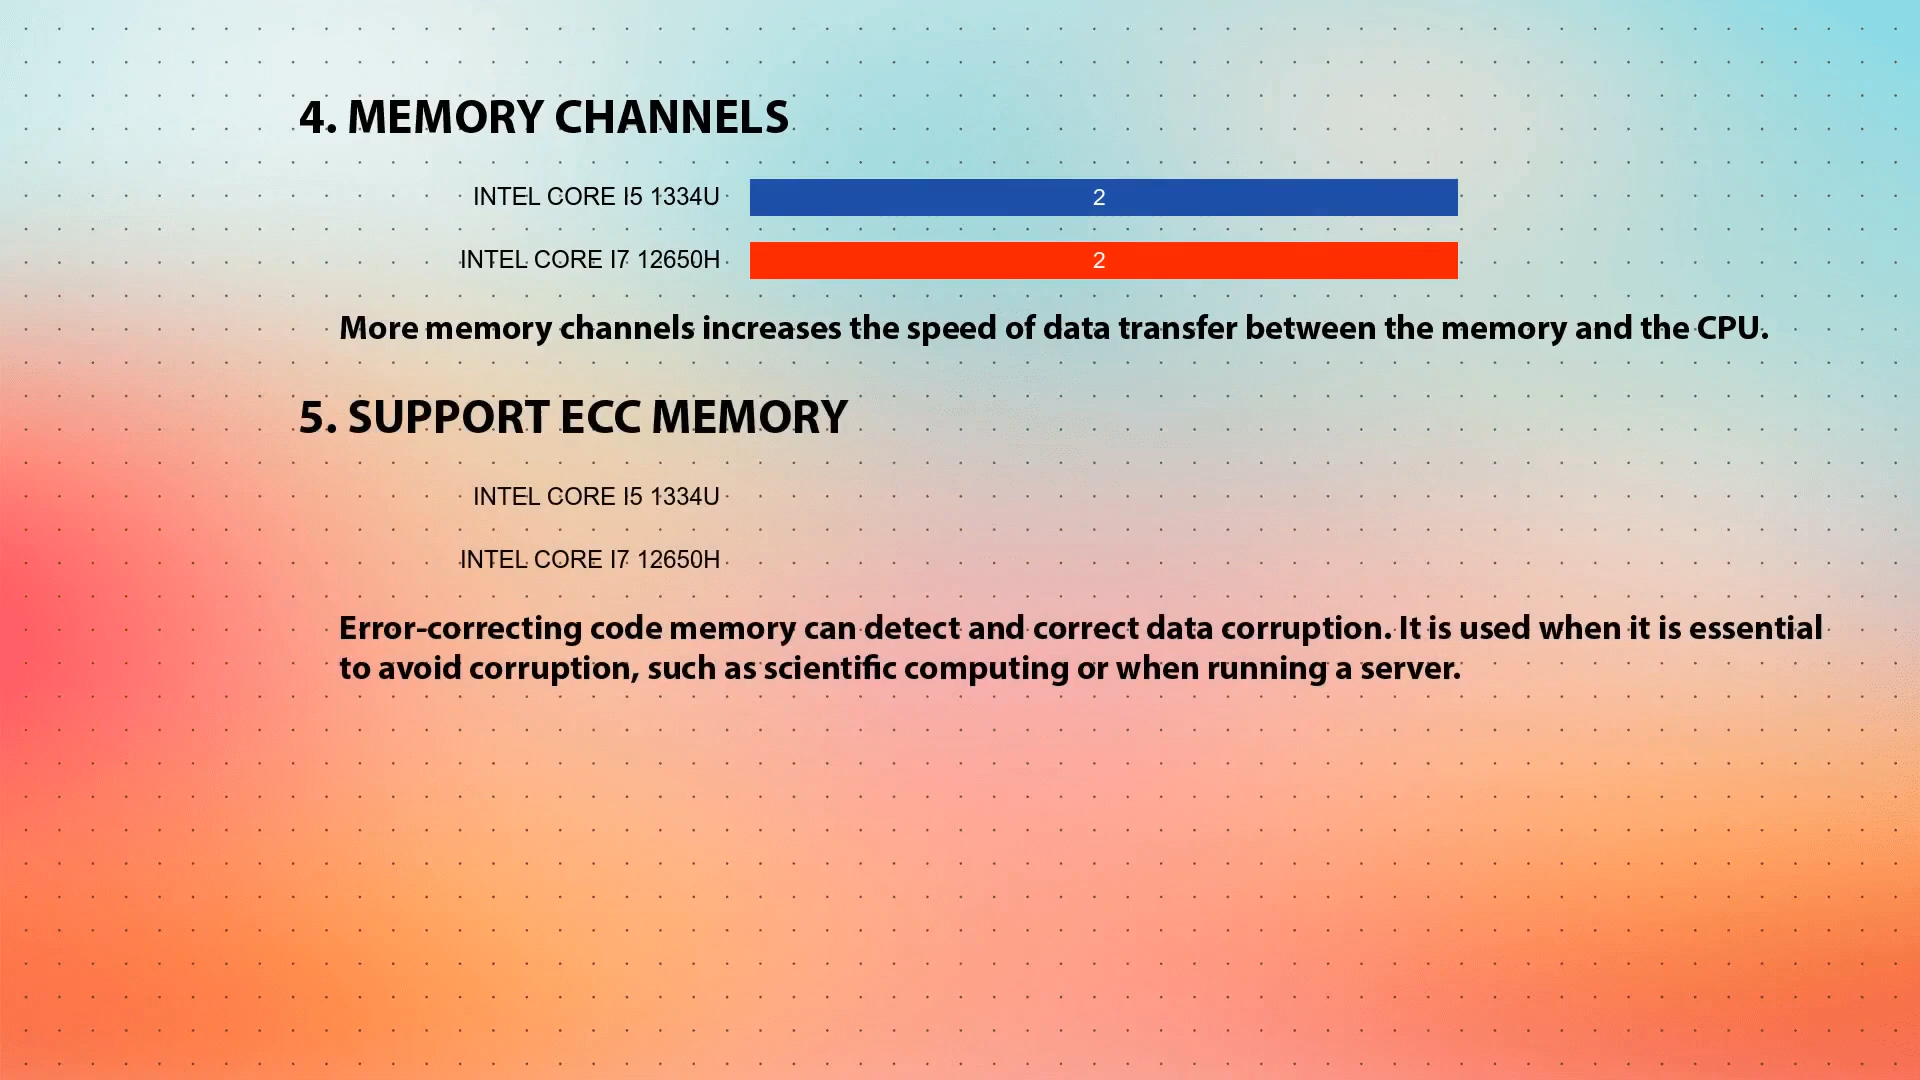 4. MEMORY CHANNELS
INTEL CORE I5 1334U
2
INTEL CORE I7 12650H
2
More memory channels increases the speed of data transfer between the memory and the CPU.
5. SUPPORT ECC MEMORY
INTEL CORE I5 1334U
INTEL CORE I7 12650H
Error-correcting code memory can detect and correct data corruption. It is used when it is essential
to avoid corruption, such as scientific computing or when running a server.